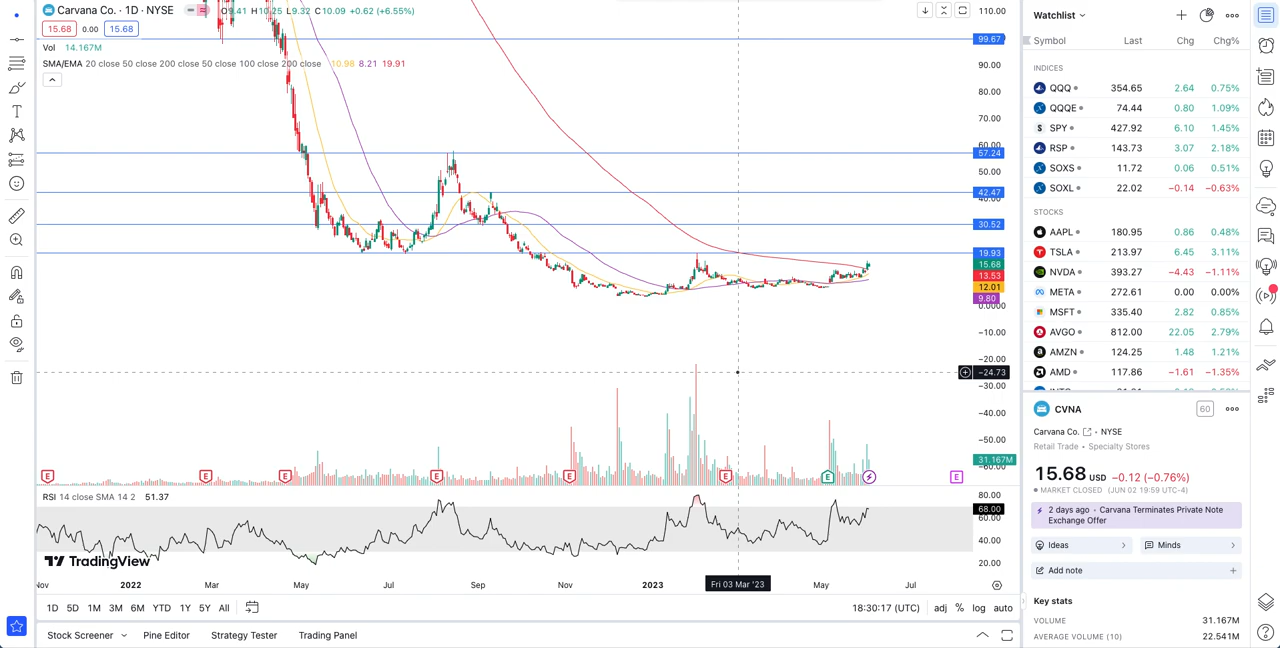 Carvana Co. · 1D · NYSE
O9.41 H10.25 L9.32 C10.09 +0.62 (+6.55%)
15.68 0.00 15.68
Vol 14.167M
SMA/EMA 20 close 50 close 200 close 50 close 100 close 200 close 10.98 8.21 19.91
110.00
99.67
90.00
80.00
70.00
60.00
57.24
50.00
42.47
40.00
30.52
19.93
15.68
13.53
12.01
9.80
0.0000
−10.00
−20.00
−24.73
−30.00
−40.00
−50.00
31.167M
−60.00
E E E E E E E E
RSI 14 close SMA 14 2 51.37
80.00
68.00
60.00
40.00
20.00
TradingView
Nov 2022 Mar May Jul Sep Nov 2023 Fri 03 Mar '23 May Jul
1D 5D 1M 3M 6M YTD 1Y 5Y All
18:30:17 (UTC) adj % log auto
Stock Screener Pine Editor Strategy Tester Trading Panel
Watchlist
Symbol Last Chg Chg%
INDICES
QQQ 354.65 2.64 0.75%
QQQE 74.44 0.80 1.09%
SPY 427.92 6.10 1.45%
RSP 143.73 3.07 2.18%
SOXS 11.72 0.06 0.51%
SOXL 22.02 −0.14 −0.63%
STOCKS
AAPL 180.95 0.86 0.48%
TSLA 213.97 6.45 3.11%
NVDA 393.27 −4.43 −1.11%
META 272.61 0.00 0.00%
MSFT 335.40 2.82 0.85%
AVGO 812.00 22.05 2.79%
AMZN 124.25 1.48 1.21%
AMD 117.86 −1.61 −1.35%
CVNA 60
Carvana Co. • NYSE
Retail Trade • Specialty Stores
15.68 USD −0.12 (−0.76%)
MARKET CLOSED (JUN 02 19:59 UTC-4)
2 days ago • Carvana Terminates Private Note
Exchange Offer
Ideas Minds
Add note
Key stats
VOLUME 31.167M
AVERAGE VOLUME (10) 22.541M